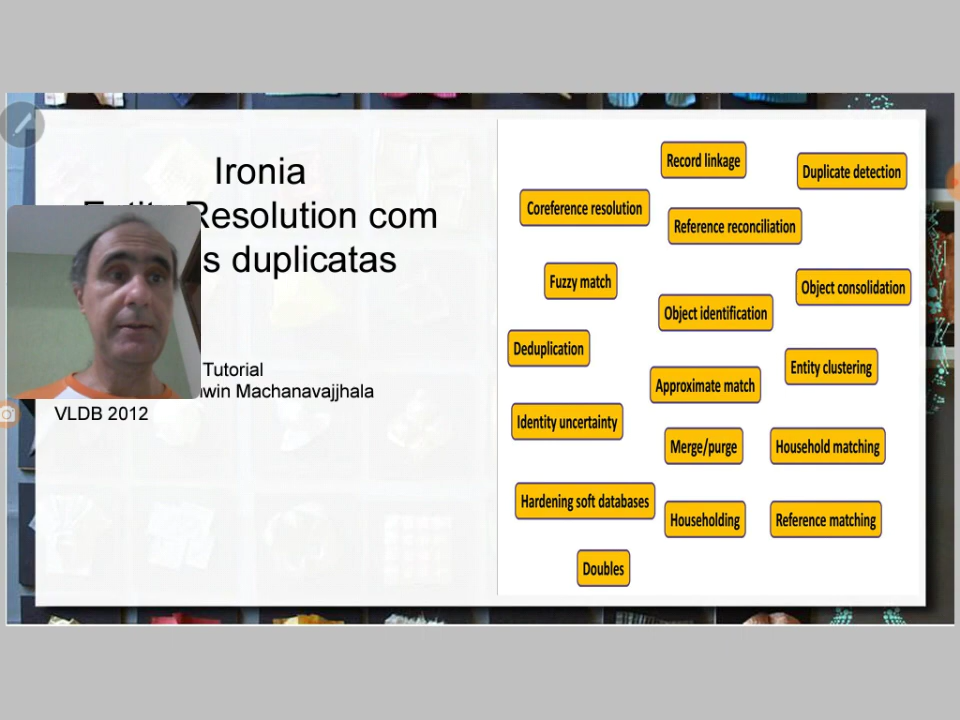 Ironia
Resolution com
s duplicatas
Tutorial
Machanavajjhala
VLDB 2012
Record linkage
Duplicate detection
Coreference resolution
Reference reconciliation
Fuzzy match
Object consolidation
Object identification
Deduplication
Entity clustering
Approximate match
Identity uncertainty
Merge/purge
Household matching
Hardening soft databases
Householding
Reference matching
Doubles